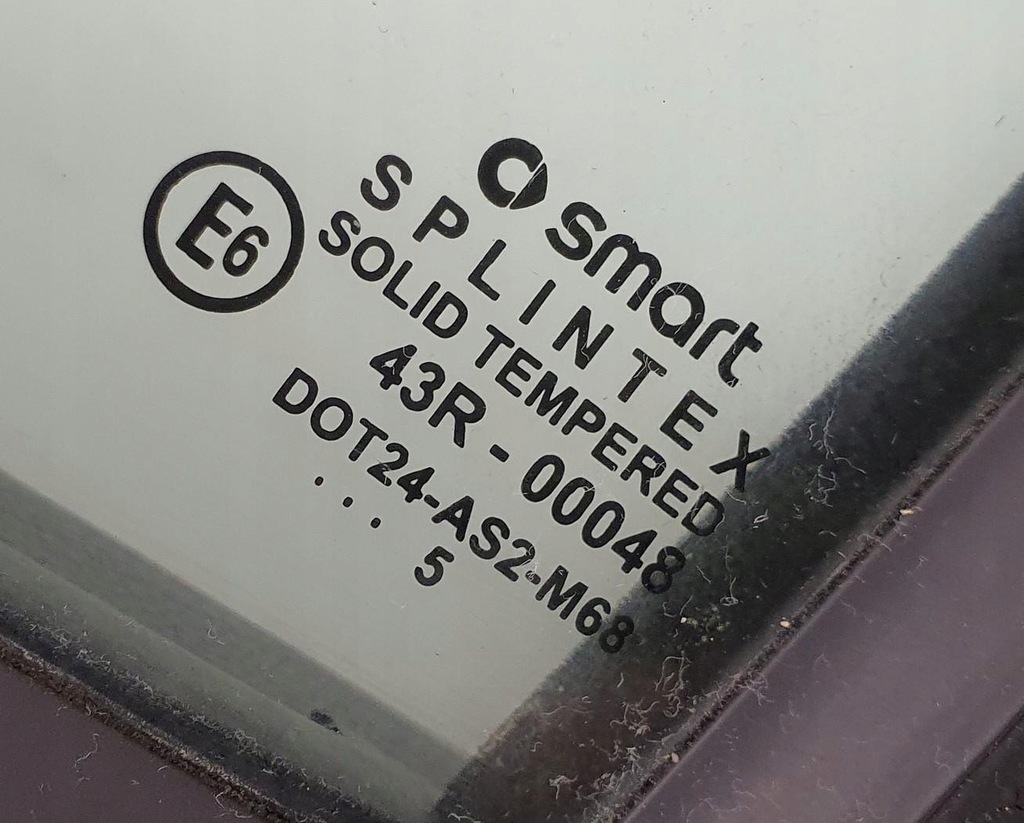 smart
E6
SPLINTEX
SOLID TEMPERED
43R - 00048
DOT24-AS2-M68
. . .
5